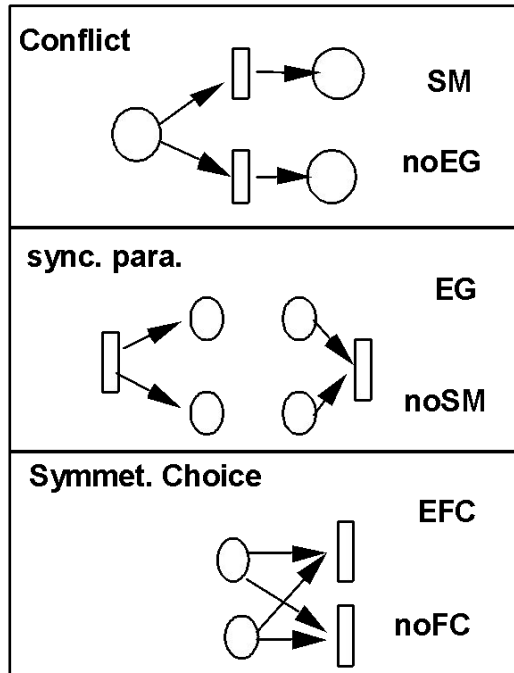 Conflict
SM
noEG
sync. para.
EG
noSM
Symmet. Choice
EFC
noFC